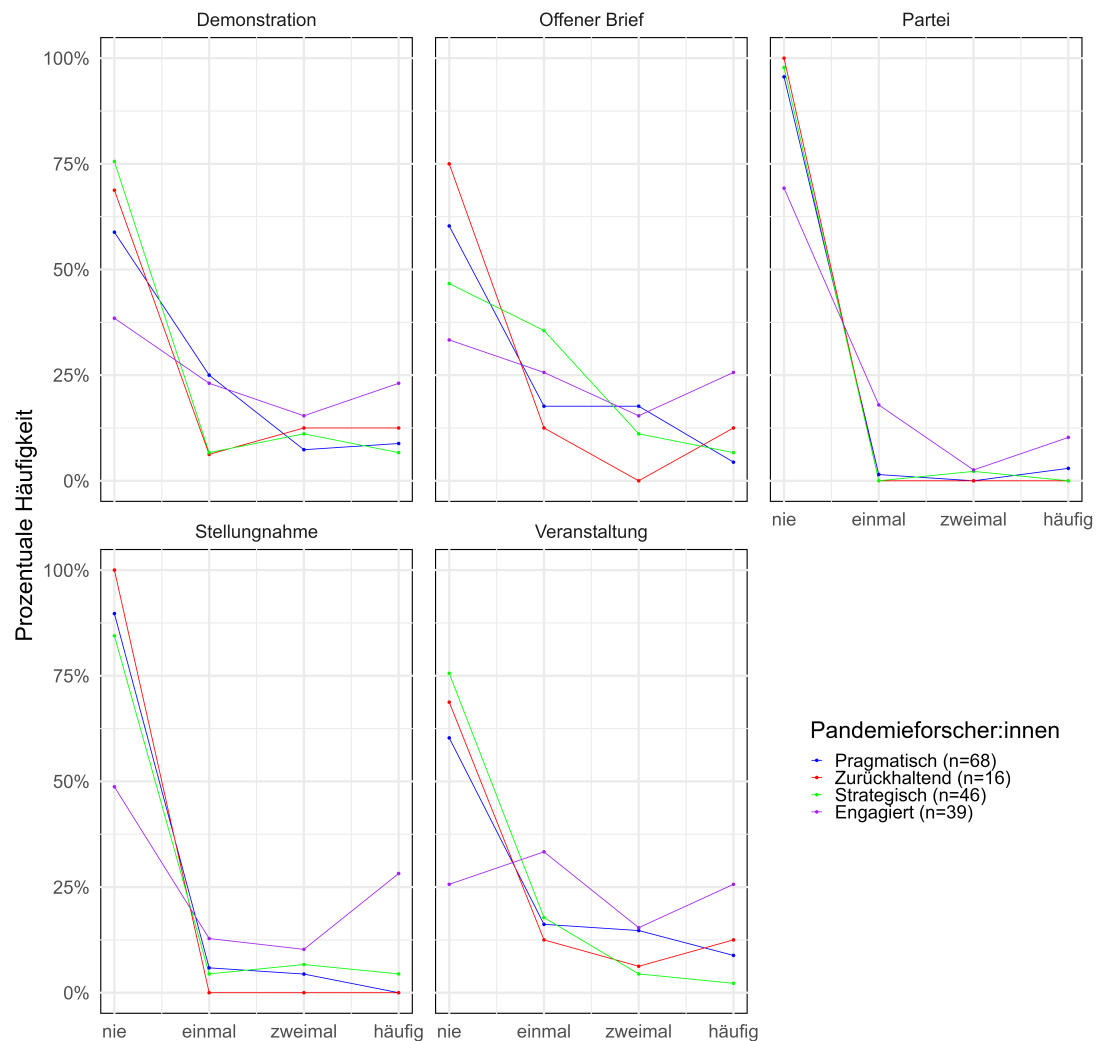 Demonstration
Offener Brief
Partei
100%
75%
50%
25%
0%
nie einmal zweimal häufig
Prozentuale Häufigkeit
Stellungnahme
Veranstaltung
100%
75%
50%
25%
0%
nie einmal zweimal häufig
nie einmal zweimal häufig
Pandemieforscher:innen
Pragmatisch (n=68)
Zurückhaltend (n=16)
Strategisch (n=46)
Engagiert (n=39)